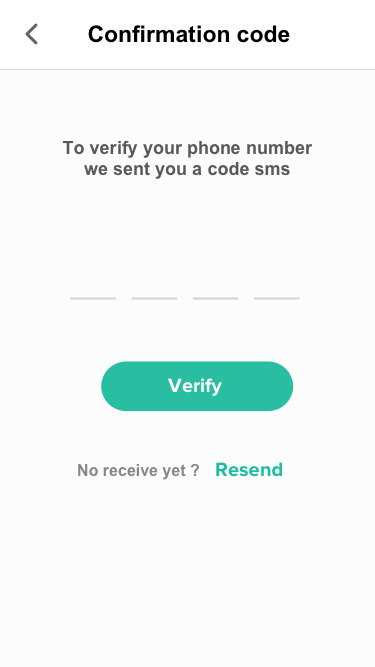 Confirmation code
To verify your phone number
we sent you a code sms
Verify
No receive yet ? Resend